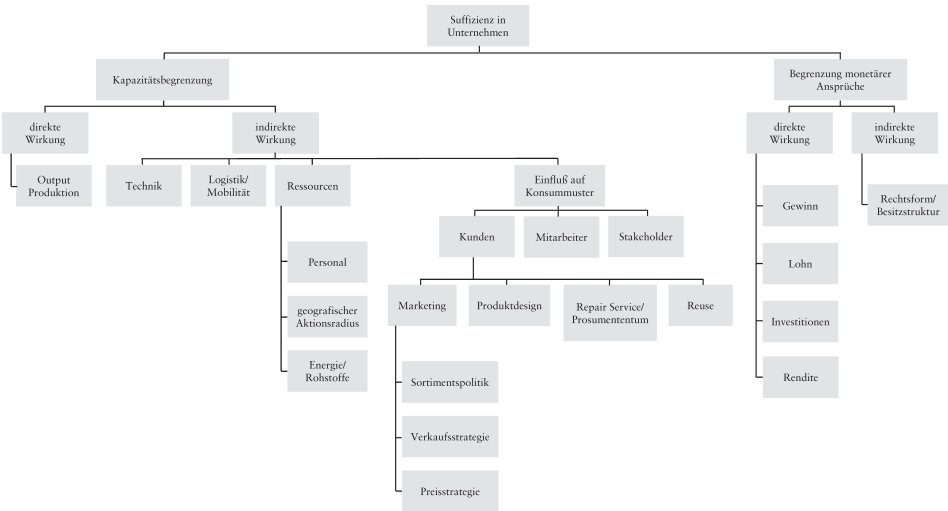 Suffizienz in
Unternehmen
Kapazitätsbegrenzung
Begrenzung monetärer
Ansprüche
direkte
Wirkung
indirekte
Wirkung
direkte
Wirkung
indirekte
Wirkung
Output
Produktion
Technik
Logistik/
Mobilität
Ressourcen
Einfluß auf
Konsummuster
Gewinn
Rechtsform/
Besitzstruktur
Kunden
Mitarbeiter
Stakeholder
Personal
Lohn
Marketing
Produktdesign
Repair Service/
Prosumententum
Reuse
geografischer
Aktionsradius
Investitionen
Energie/
Rohstoffe
Sortimentspolitik
Rendite
Verkaufsstrategie
Preisstrategie